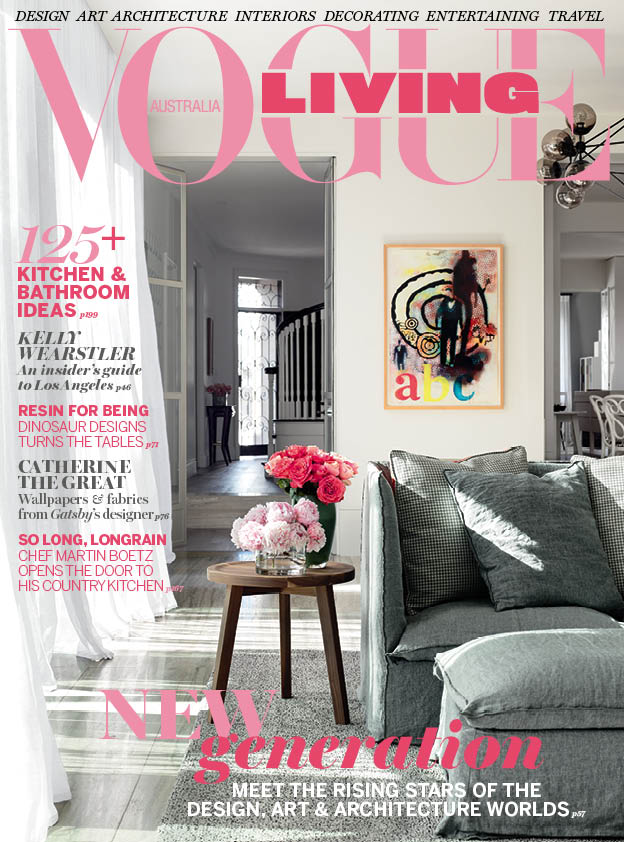 DESIGN ART ARCHITECTURE INTERIORS DECORATING ENTERTAINING TRAVEL
VOGUE
AUSTRALIA
LIVING
125+
KITCHEN &
BATHROOM
IDEAS p199
KELLY
WEARSTLER
An insider's guide
to Los Angeles p46
RESIN FOR BEING
DINOSAUR DESIGNS
TURNS THE TABLES p71
CATHERINE
THE GREAT
Wallpapers & fabrics
from Gatsby's designer p76
SO LONG, LONGRAIN
CHEF MARTIN BOETZ
OPENS THE DOOR TO
HIS COUNTRY KITCHEN
abc
NEW
generation
MEET THE RISING STARS OF THE
DESIGN, ART & ARCHITECTURE WORLDS p57